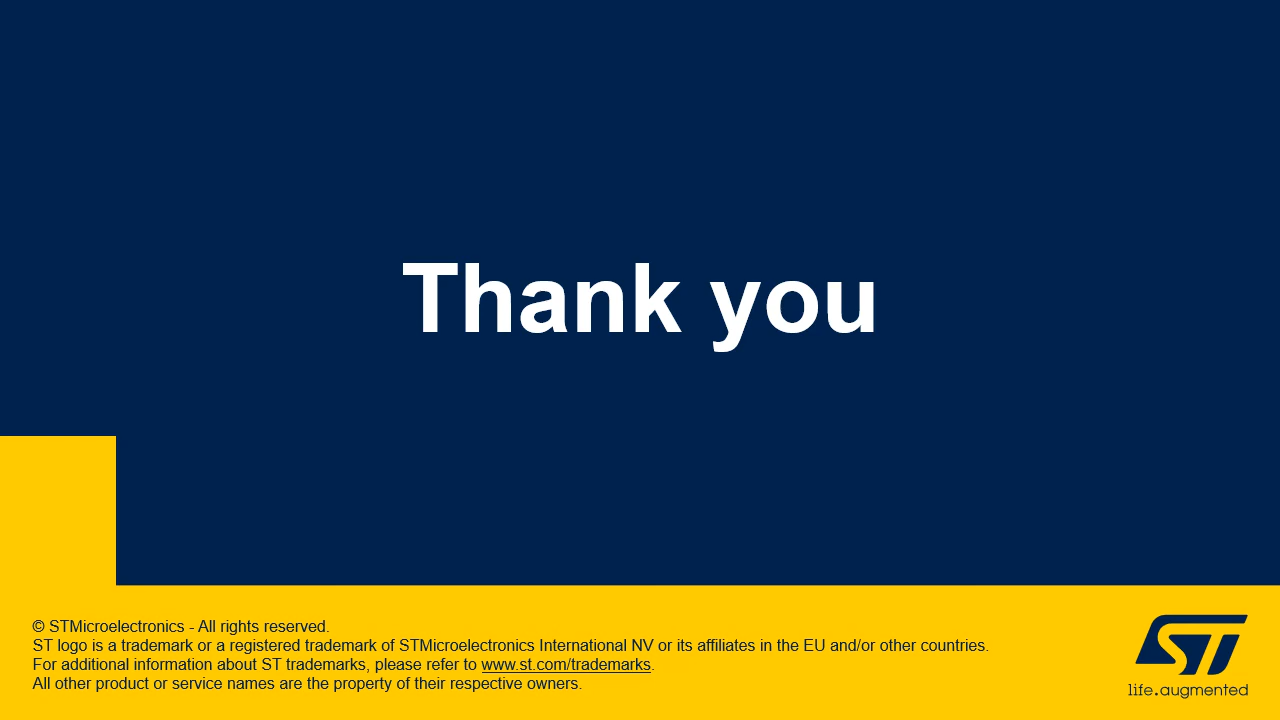 Thank you
© STMicroelectronics - All rights reserved.
ST logo is a trademark or a registered trademark of STMicroelectronics International NV or its affiliates in the EU and/or other countries.
For additional information about ST trademarks, please refer to www.st.com/trademarks.
All other product or service names are the property of their respective owners.
ST
life.augmented